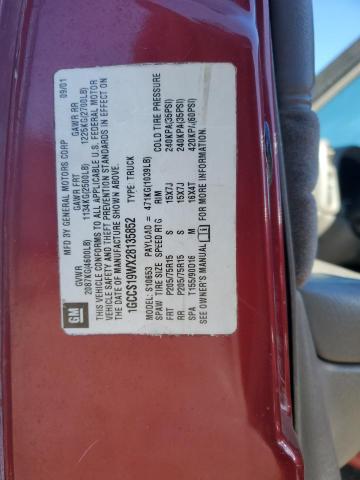 GM
MFD BY GENERAL MOTORS CORP 09/01
GVWR GAWR FRT GAWR RR
2087KG(4600LB) 1134KG(2500LB) 1225KG(2700LB)
THIS VEHICLE CONFORMS TO ALL APPLICABLE U.S. FEDERAL MOTOR
VEHICLE SAFETY AND THEFT PREVENTION STANDARDS IN EFFECT ON
THE DATE OF MANUFACTURE SHOWN ABOVE.
1GCCS19WX28135852 TYPE: TRUCK
MODEL: S10653 PAYLOAD = 471KG(1039LB)
TIRE SIZE SPEED RTG RIM COLD TIRE PRESSURE
FRT P205/75R15 S 15X7J 240KPA(35PSI)
RR P205/75R15 S 15X7J 240KPA(35PSI)
SPA T155/90D16 M 16X4T 420KPA(60PSI)
SEE OWNER'S MANUAL FOR MORE INFORMATION.